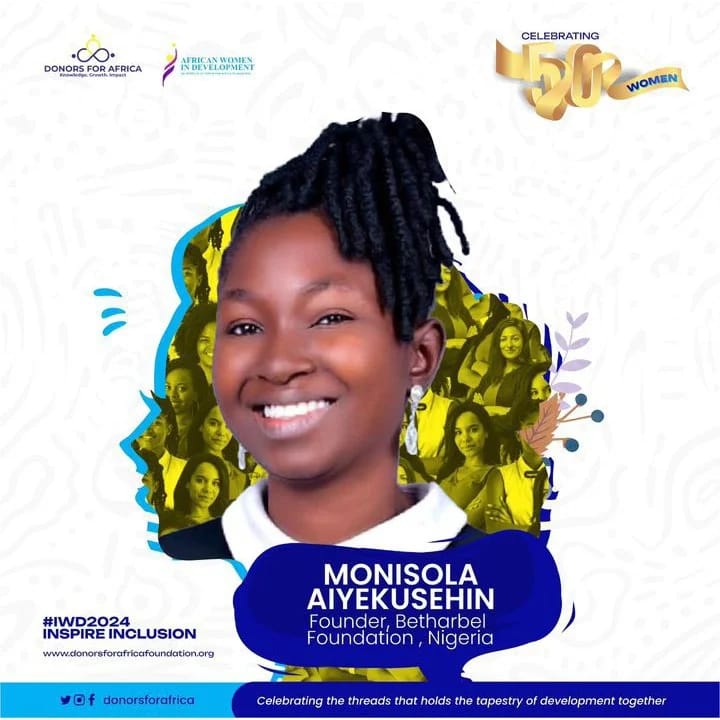 DONORS FOR AFRICA
Knowledge. Growth. Impact
AFRICAN WOMEN
IN DEVELOPMENT
CELEBRATING
50
WOMEN
MONISOLA
AIYEKUSEHIN
Founder, Betharbel
Foundation , Nigeria
#IWD2024
INSPIRE INCLUSION
www.donorsforafricafoundation.org
donorsforafrica
Celebrating the threads that holds the tapestry of development together